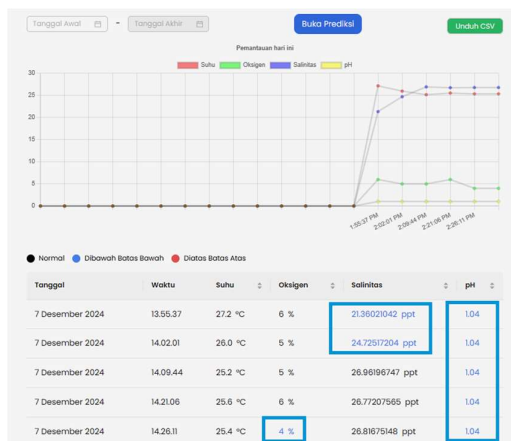 Tanggal Awal - Tanggal Akhir Buka Prediksi Unduh CSV
Pemantauan hari ini
Suhu Oksigen Salinitas pH
30
25
20
15
10
5
0
1:55:37 PM 2:02:01 PM 2:09:44 PM 2:21:06 PM 2:26:11 PM
Normal Dibawah Batas Bawah Diatas Batas Atas
Tanggal Waktu Suhu Oksigen Salinitas pH
7 Desember 2024 13.55.37 27.2 °C 6 % 21.36021042 ppt 1.04
7 Desember 2024 14.02.01 26.0 °C 5 % 24.72517204 ppt 1.04
7 Desember 2024 14.09.44 25.2 °C 5 % 26.96196747 ppt 1.04
7 Desember 2024 14.21.06 25.6 °C 6 % 26.77207565 ppt 1.04
7 Desember 2024 14.26.11 25.4 °C 4 % 26.81675148 ppt 1.04